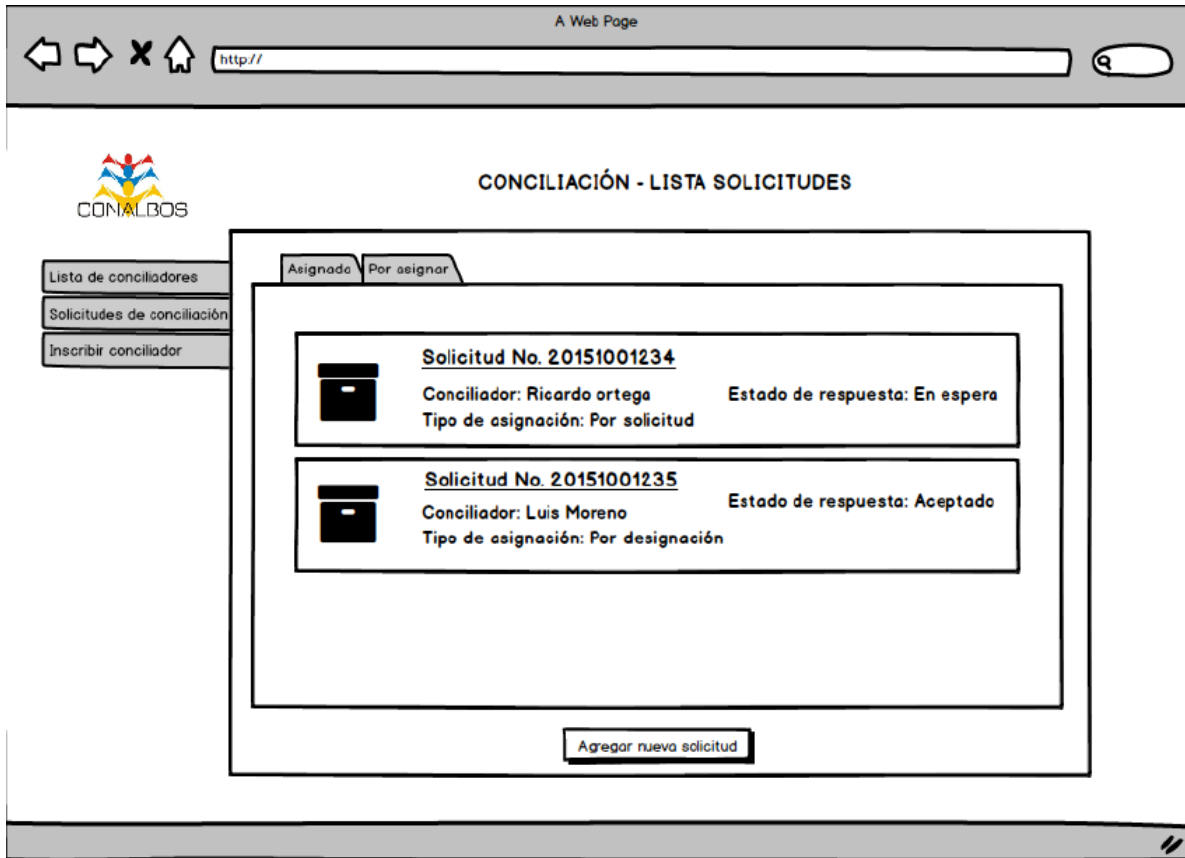 A Web Page
http://
CONALBOS
CONCILIACIÓN - LISTA SOLICITUDES
Lista de conciliadores
Solicitudes de conciliación
Inscribir conciliador
Asignada
Por asignar
Solicitud No. 20151001234
Conciliador: Ricardo ortega
Estado de respuesta: En espera
Tipo de asignación: Por solicitud
Solicitud No. 20151001235
Estado de respuesta: Aceptado
Conciliador: Luis Moreno
Tipo de asignación: Por designación
Agregar nueva solicitud